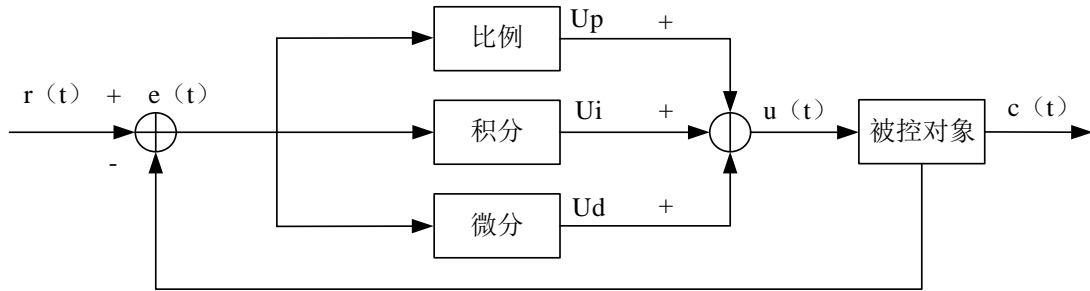 比例
Up +
r（t） + e（t）
-
积分
Ui +
u（t）
被控对象
c（t）
微分
Ud +